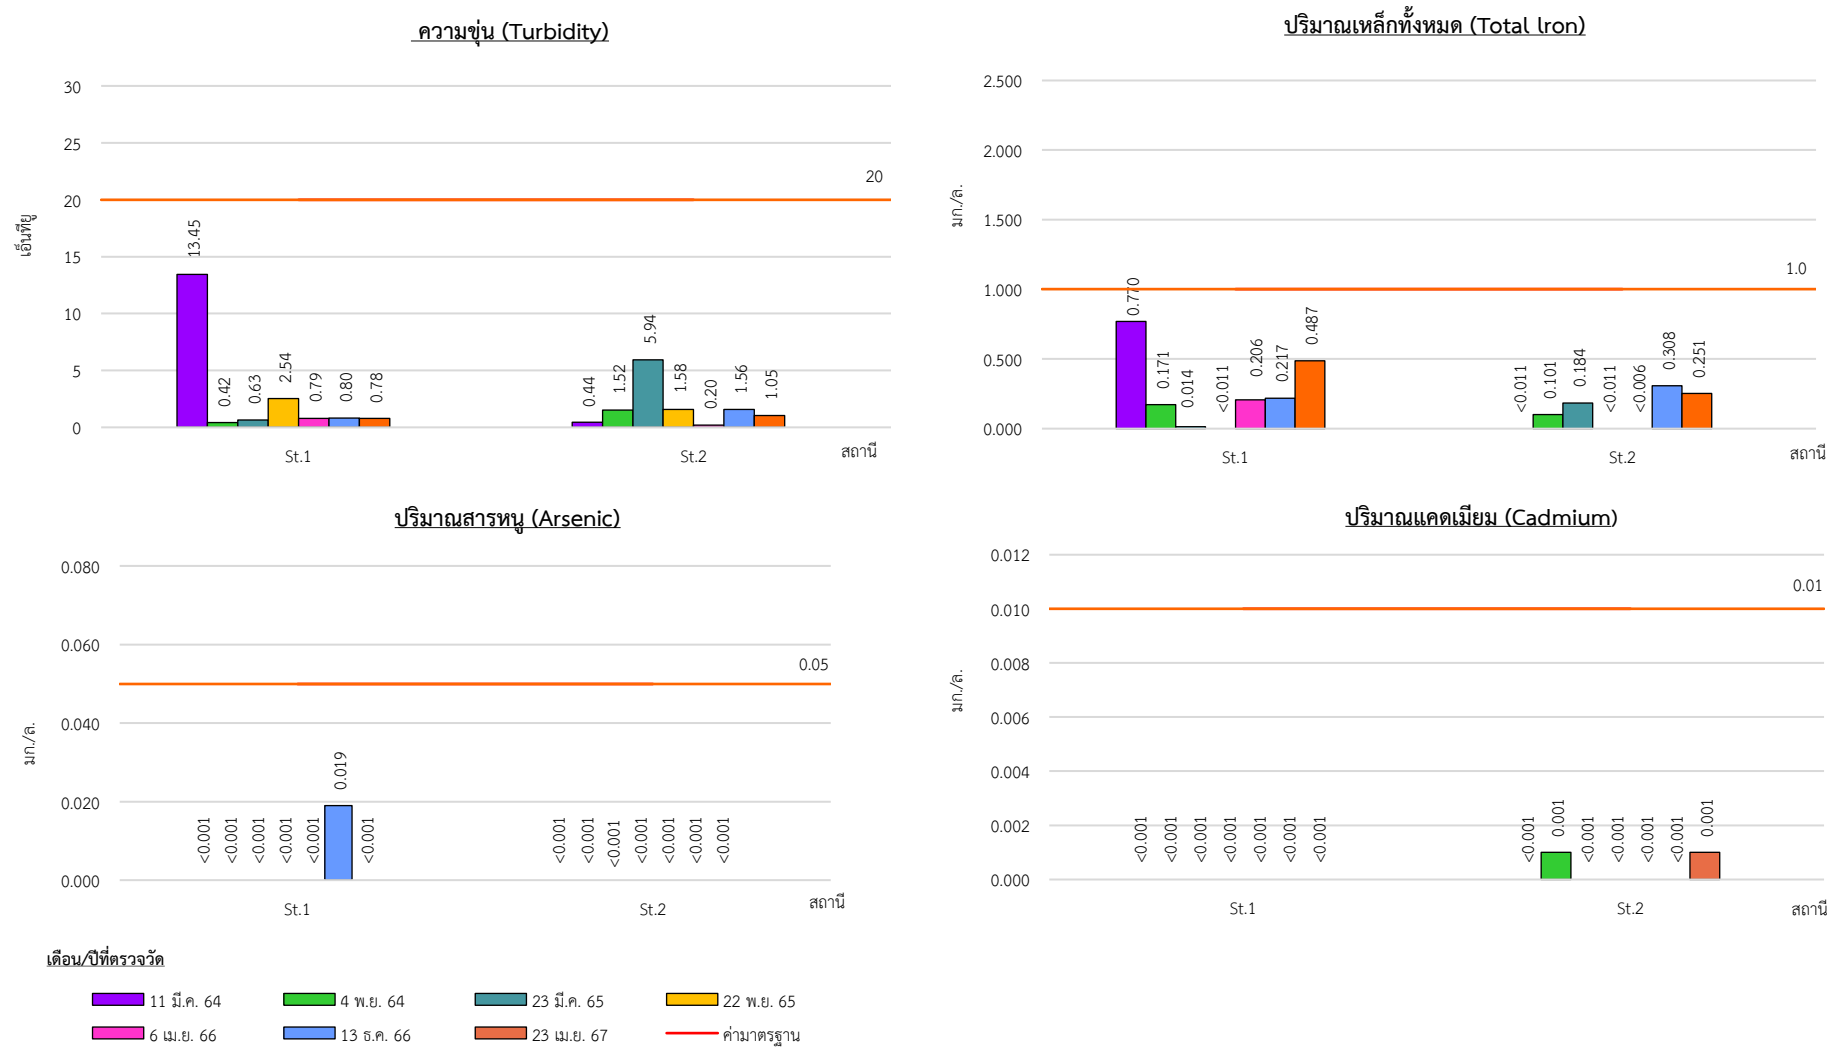 ความขุ่น (Turbidity)
เอ็นทียู
30
25
20
15
10
5
0
20
13.45
0.42
0.63
2.54
0.79
0.80
0.78
0.44
1.52
5.94
1.58
0.20
1.56
1.05
St.1
St.2
สถานี
ปริมาณเหล็กทั้งหมด (Total lron)
มก./ล.
2.500
2.000
1.500
1.000
0.500
0.000
1.0
0.770
0.171
0.014
<0.011
0.206
0.217
0.487
<0.011
0.101
0.184
<0.011
<0.006
0.308
0.251
St.1
St.2
สถานี
ปริมาณสารหนู (Arsenic)
มก./ล.
0.080
0.060
0.040
0.020
0.000
0.05
<0.001
<0.001
<0.001
<0.001
<0.001
0.019
<0.001
<0.001
<0.001
<0.001
<0.001
<0.001
<0.001
<0.001
St.1
St.2
สถานี
ปริมาณแคดเมียม (Cadmium)
มก./ล.
0.012
0.010
0.008
0.006
0.004
0.002
0.000
0.01
<0.001
<0.001
<0.001
<0.001
<0.001
<0.001
<0.001
<0.001
0.001
<0.001
<0.001
<0.001
<0.001
0.001
St.1
St.2
สถานี
เดือน/ปีที่ตรวจวัด
11 มี.ค. 64
4 พ.ย. 64
23 มี.ค. 65
22 พ.ย. 65
6 เม.ย. 66
13 ธ.ค. 66
23 เม.ย. 67
ค่ามาตรฐาน